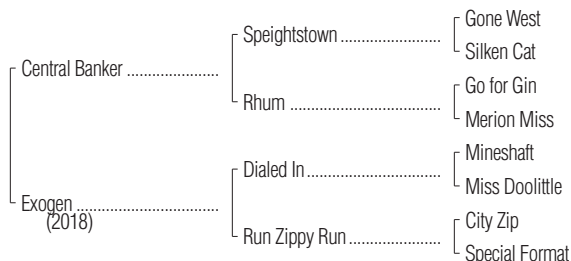 Gone West
Speightstown
Silken Cat
Central Banker
Go for Gin
Rhum
Merion Miss
Mineshaft
Dialed In
Miss Doolittle
Exogen
(2018)
City Zip
Run Zippy Run
Special Format